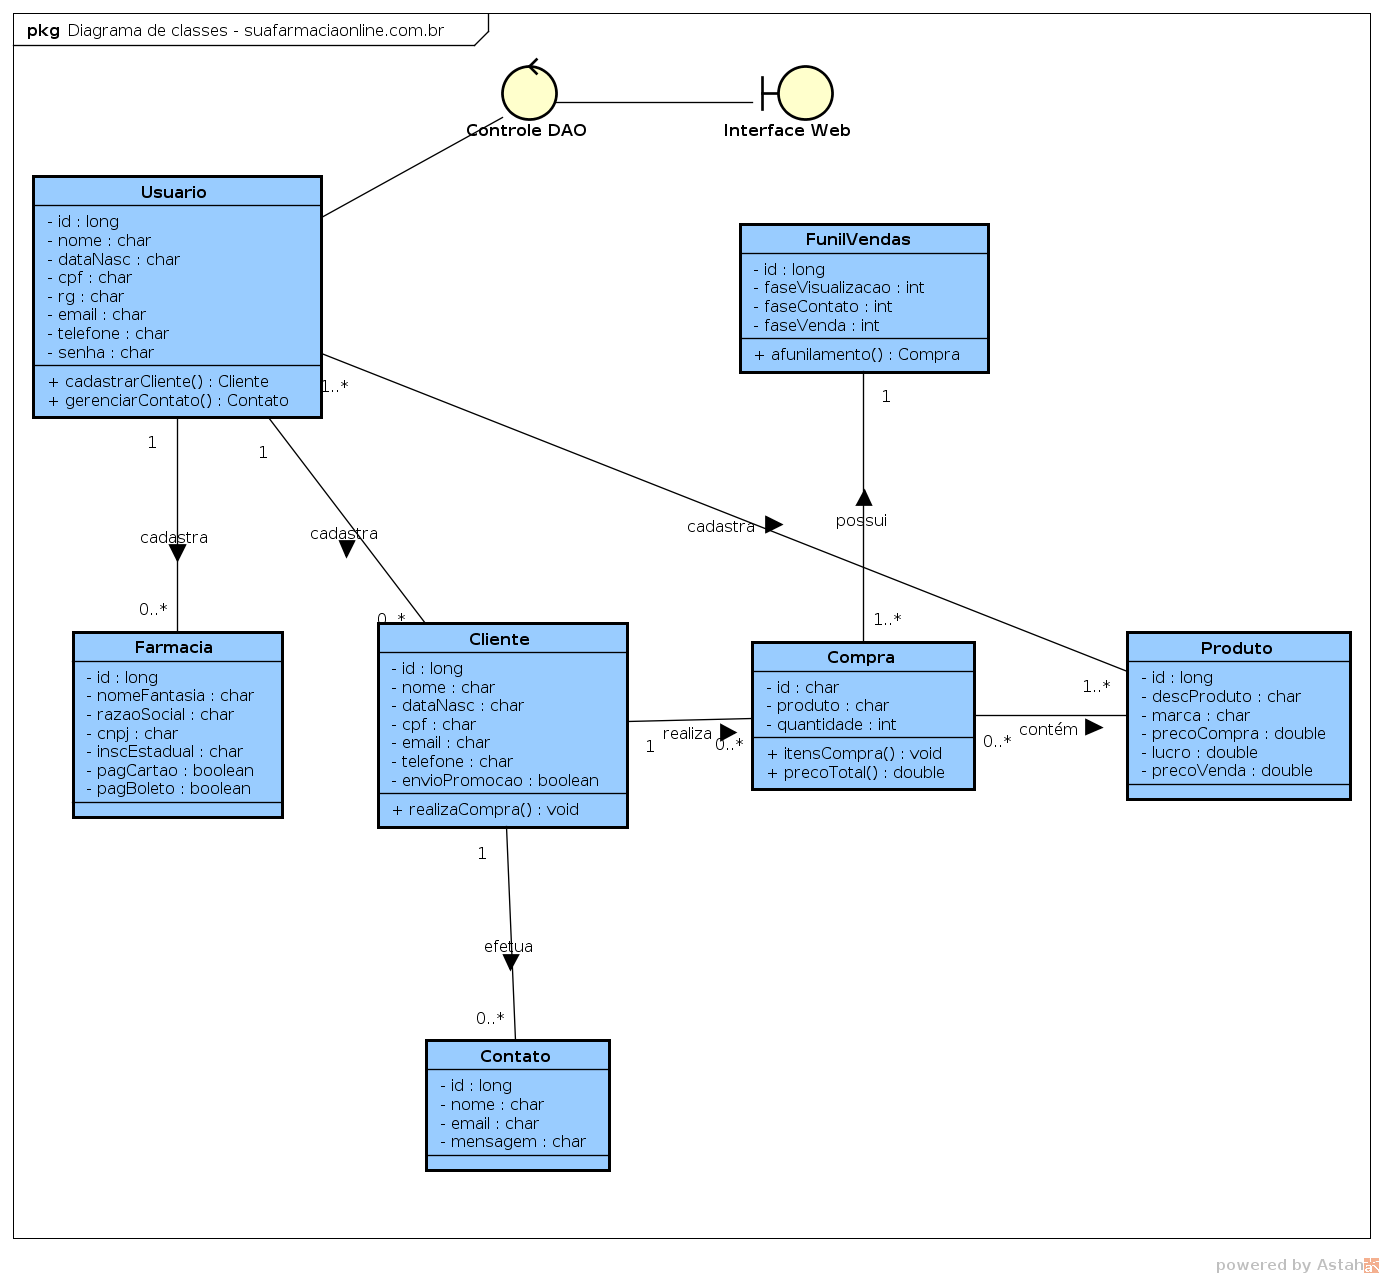 pkg Diagrama de classes - suafarmaciaonline.com.br
Controle DAO
Interface Web
Usuario
- id : long
- nome : char
- dataNasc : char
- cpf : char
- rg : char
- email : char
- telefone : char
- senha : char
+ cadastrarCliente() : Cliente
+ gerenciarContato() : Contato
FunilVendas
- id : long
- faseVisualizacao : int
- faseContato : int
- faseVenda : int
+ afunilamento() : Compra
1..*
1
1
1
cadastra
cadastra
cadastra
possui
0..*
0..*
1..*
1..*
Farmacia
- id : long
- nomeFantasia : char
- razaoSocial : char
- cnpj : char
- inscEstadual : char
- pagCartao : boolean
- pagBoleto : boolean
Cliente
- id : long
- nome : char
- dataNasc : char
- cpf : char
- email : char
- telefone : char
- envioPromocao : boolean
+ realizaCompra() : void
1
realiza
0..*
Compra
- id : char
- produto : char
- quantidade : int
+ itensCompra() : void
+ precoTotal() : double
0..*
contém
Produto
- id : long
- descProduto : char
- marca : char
- precoCompra : double
- lucro : double
- precoVenda : double
1
efetua
0..*
Contato
- id : long
- nome : char
- email : char
- mensagem : char
powered by Astah